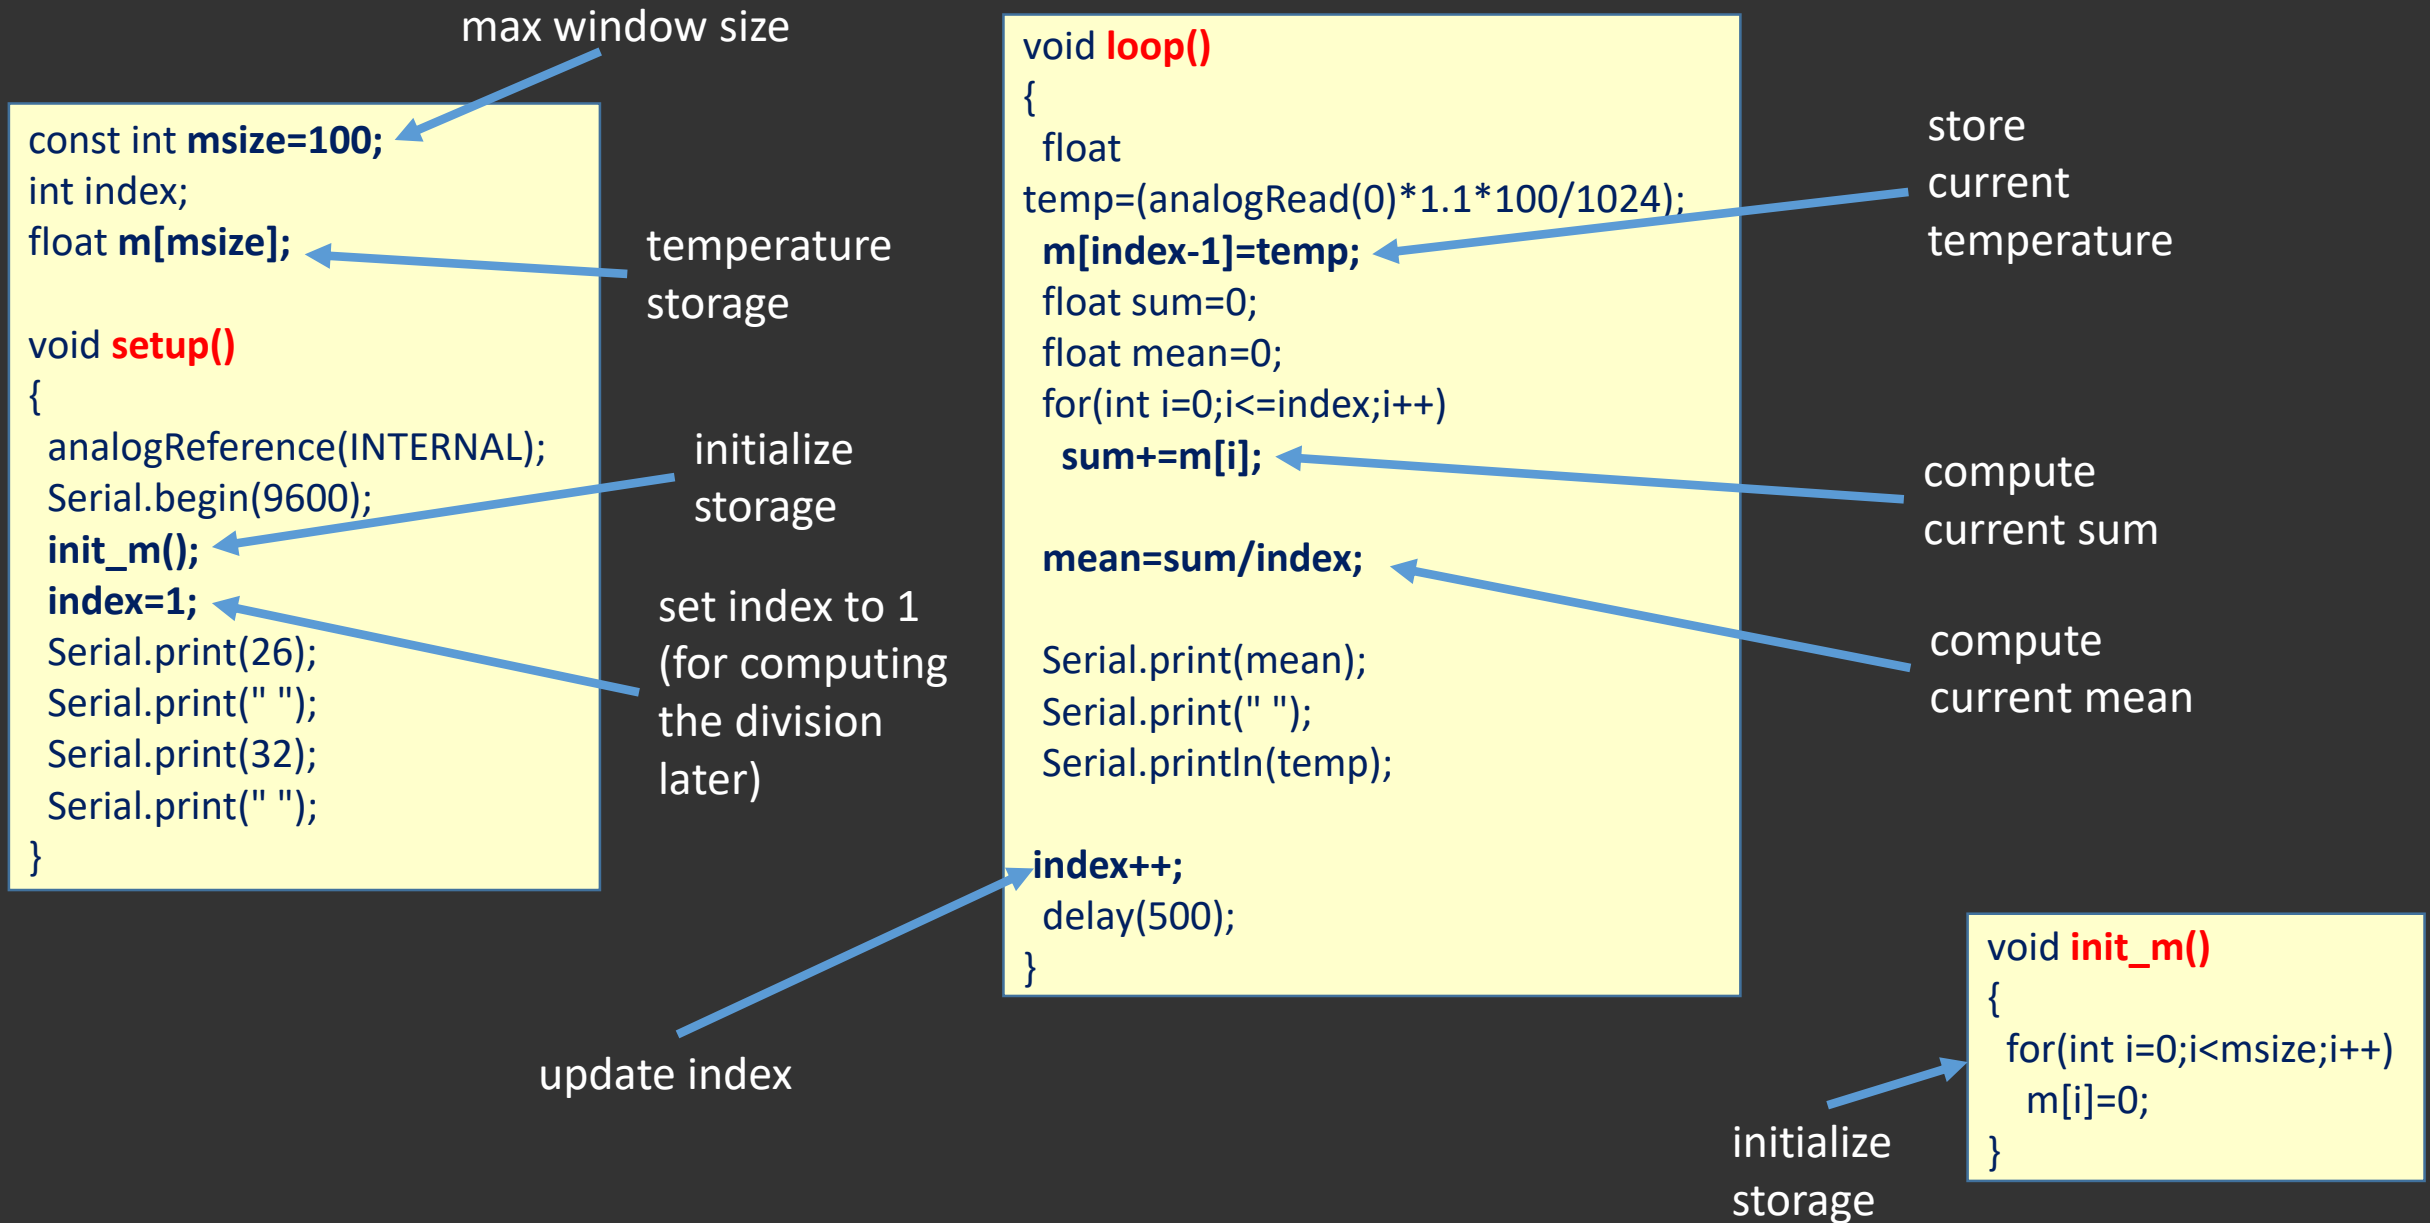 max window size
const int msize=100;
int index;
float m[msize];
void setup()
{
analogReference(INTERNAL);
Serial.begin(9600);
init_m();
index=1;
Serial.print(26);
Serial.print(" ");
Serial.print(32);
Serial.print(" ");
}
temperature
storage
initialize
storage
set index to 1
(for computing
the division
later)
void loop()
{
float
temp=(analogRead(0)*1.1*100/1024);
m[index-1]=temp;
float sum=0;
float mean=0;
for(int i=0;i<=index;i++)
sum+=m[i];
mean=sum/index;
Serial.print(mean);
Serial.print(" ");
Serial.println(temp);
index++;
delay(500);
}
store
current
temperature
compute
current sum
compute
current mean
update index
void init_m()
{
for(int i=0;i<msize;i++)
m[i]=0;
}
initialize
storage